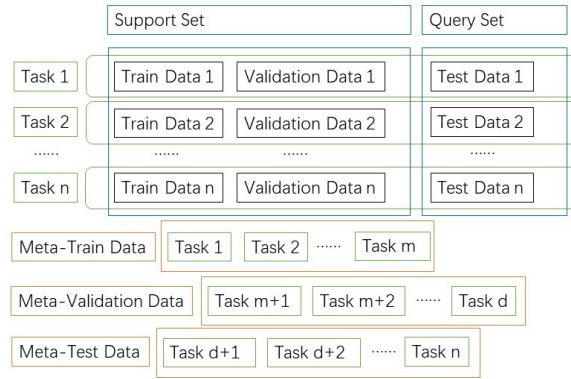 Support Set Query Set
Task 1 Train Data 1 Validation Data 1 Test Data 1
Task 2 Train Data 2 Validation Data 2 Test Data 2
...... ...... ...... ......
Task n Train Data n Validation Data n Test Data n
Meta-Train Data Task 1 Task 2 ...... Task m
Meta-Validation Data Task m+1 Task m+2 ...... Task d
Meta-Test Data Task d+1 Task d+2 ...... Task n